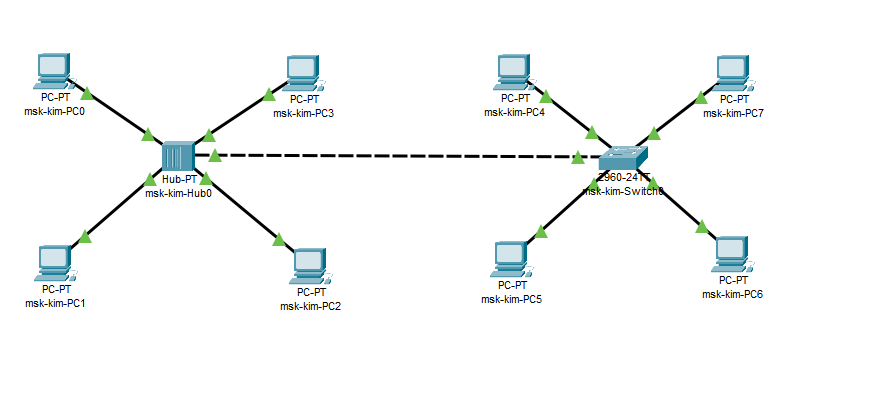 PC-PT
msk-kim-PC0
PC-PT
msk-kim-PC3
PC-PT
msk-kim-PC4
PC-PT
msk-kim-PC7
Hub-PT
msk-kim-Hub0
2960-24TT
msk-kim-Switch0
PC-PT
msk-kim-PC1
PC-PT
msk-kim-PC2
PC-PT
msk-kim-PC5
PC-PT
msk-kim-PC6